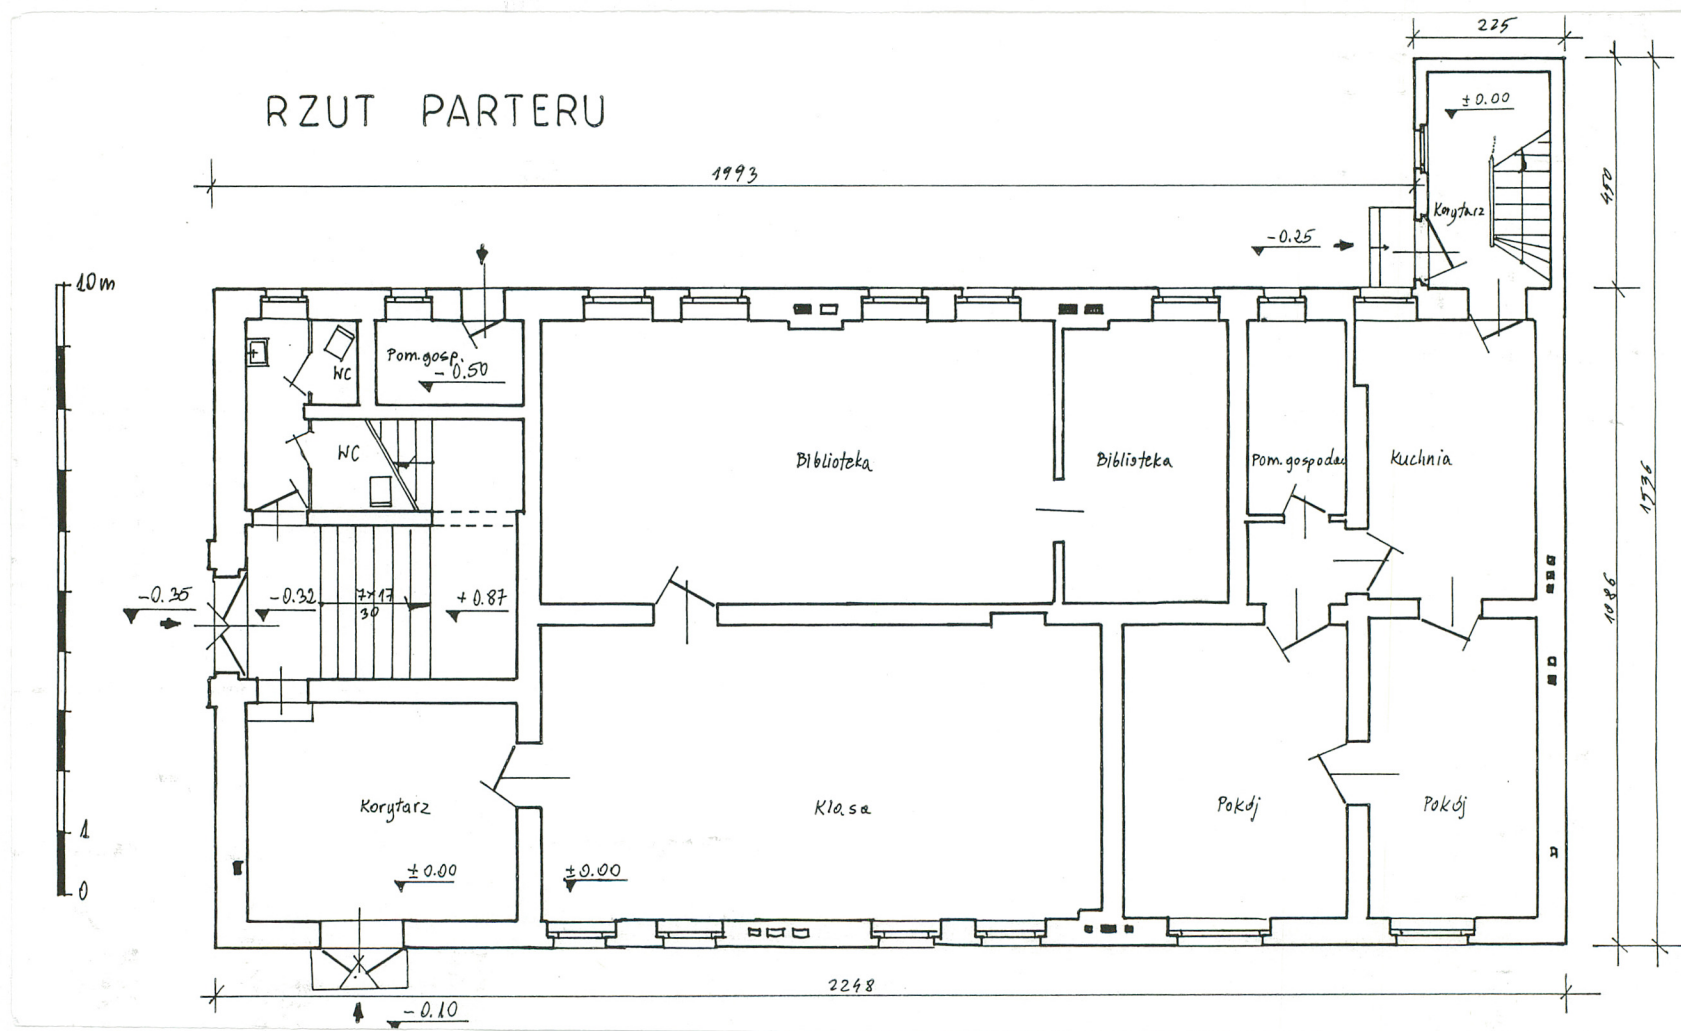 225
RZUT PARTERU
±0.00
1993
450
Korytarz
-0.25
10m
Pom.gosp.
-0.50
WC
WC
Biblioteka
Biblioteka
Pom.gospodac
Kuchnia
1536
-0.35
-0.32
7x17
30
+0.87
1086
Korytarz
Klasa
Pokój
Pokój
1
±0.00
±0.00
0
2248
-0.10